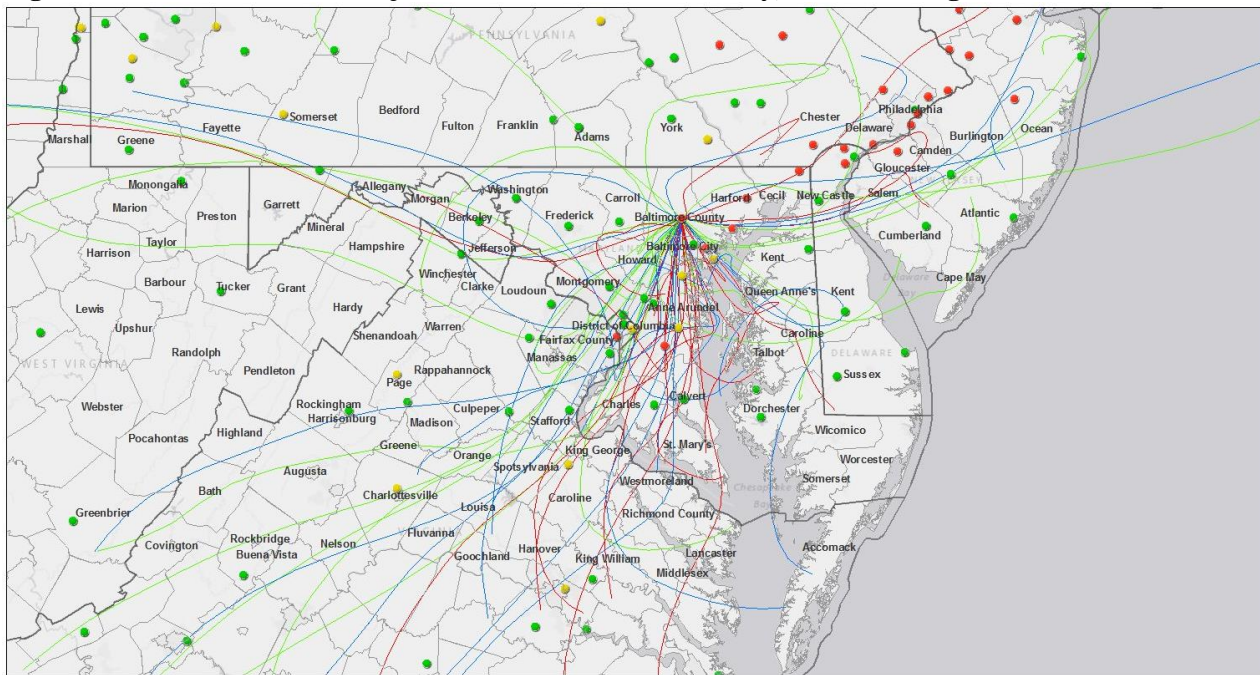 PENNSYLVANIA
Bedford
Somerset
Fayette
Fulton
Franklin
Adams
York
Chester
Philadelphia
Delaware
Burlington
Ocean
Camden
Gloucester
Marshall
Greene
Monongalia
Allegany
Washington
Morgan
Garrett
Marion
Preston
Mineral
Berkeley
Frederick
Carroll
Harford
Cecil
New Castle
Salem
Atlantic
Baltimore County
Cumberland
Taylor
Harrison
Hampshire
Jefferson
Baltimore City
Howard
Kent
Cape May
Delaware
Bay
Barbour
Tucker
Grant
Winchester
Clarke
Loudoun
Montgomery
Queen Anne's
Kent
Lewis
Hardy
Anne Arundel
Upshur
Warren
District of Columbia
Caroline
Shenandoah
Fairfax County
Randolph
Manassas
Talbot
DELAWARE
WEST VIRGINIA
Pendleton
Rappahannock
Page
Sussex
Webster
Rockingham
Harrisonburg
Culpeper
Madison
Charles
Calvert
Dorchester
Stafford
Pocahontas
Highland
Greene
Orange
King George
St. Mary's
Wicomico
Augusta
Spotsylvania
Worcester
Bath
Charlottesville
Caroline
Westmoreland
Somerset
Chesapeake
Bay
Louisa
Greenbrier
Richmond County
Fluvanna
Covington
Rockbridge
Nelson
Buena Vista
Goochland
Hanover
King William
Lancaster
Accomack
Middlesex